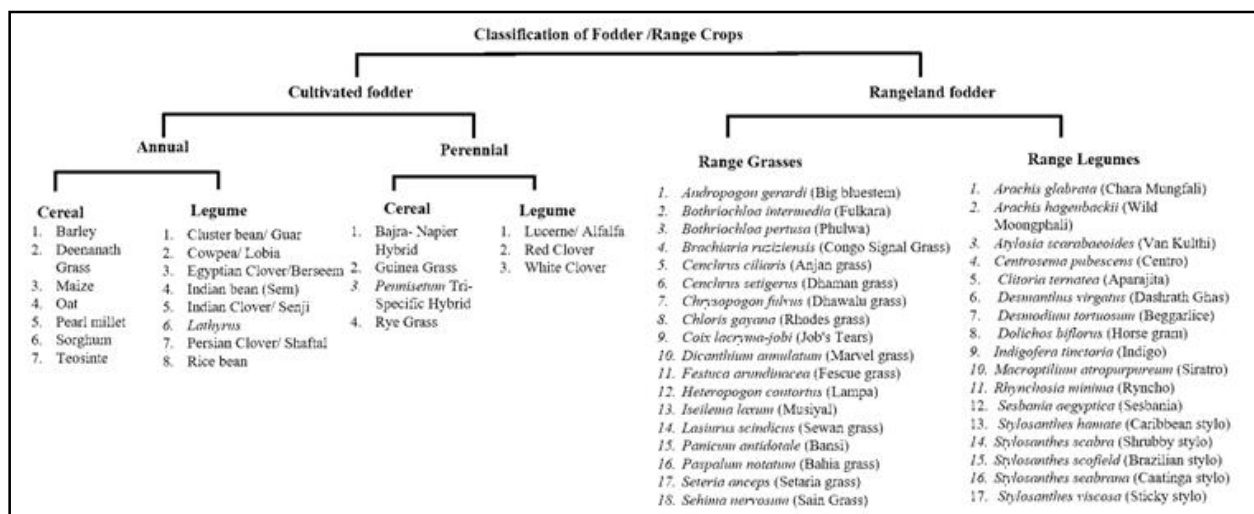 Classification of Fodder /Range Crops
Cultivated fodder
Annual
Cereal
1. Barley
2. Deenanath
Grass
3. Maize
4. Oat
5. Pearl millet
6. Sorghum
7. Teosinte
Legume
1. Cluster bean/ Guar
2. Cowpea/ Lobia
3. Egyptian Clover/Berseem
4. Indian bean (Sem)
5. Indian Clover/ Senji
6. Lathyrus
7. Persian Clover/ Shaftal
8. Rice bean
Perennial
Cereal
1. Bajra- Napier
Hybrid
2. Guinea Grass
3. Pennisetum Tri-
Specific Hybrid
4. Rye Grass
Legume
1. Lucerne/ Alfalfa
2. Red Clover
3. White Clover
Rangeland fodder
Range Grasses
1. Andropogon gerardi (Big bluestem)
2. Bothriochloa intermedia (Fulkara)
3. Bothriochloa pertusa (Phulwa)
4. Brachiaria ruziziensis (Congo Signal Grass)
5. Cenchrus ciliaris (Anjan grass)
6. Cenchrus setigerus (Dhaman grass)
7. Chrysopogon fulvus (Dhawalu grass)
8. Chloris gayana (Rhodes grass)
9. Coix lacryma-jobi (Job's Tears)
10. Dicanthium annulatum (Marvel grass)
11. Festuca arundinacea (Fescue grass)
12. Heteropogon contortus (Lampa)
13. Iseilema laxum (Musiyal)
14. Lasiurus scindicus (Sewan grass)
15. Panicum antidotale (Bansi)
16. Paspalum notatum (Bahia grass)
17. Seteria anceps (Setaria grass)
18. Sehima nervosum (Sain Grass)
Range Legumes
1. Arachis glabrata (Chara Mungfali)
2. Arachis hagenbackii (Wild
Moongphali)
3. Atylosia scarabaeoides (Van Kulthi)
4. Centrosema pubescens (Centro)
5. Clitoria ternatea (Aparajita)
6. Desmanthus virgatus (Dashrath Ghas)
7. Desmodium tortuosum (Beggarlice)
8. Dolichos biflorus (Horse gram)
9. Indigofera tinctoria (Indigo)
10. Macroptilium atropurpureum (Siratro)
11. Rhynchosia minima (Ryncho)
12. Sesbania aegyptica (Sesbania)
13. Stylosanthes hamate (Caribbean stylo)
14. Stylosanthes scabra (Shrubby stylo)
15. Stylosanthes scofield (Brazilian stylo)
16. Stylosanthes seabrana (Caatinga stylo)
17. Stylosanthes viscosa (Sticky stylo)